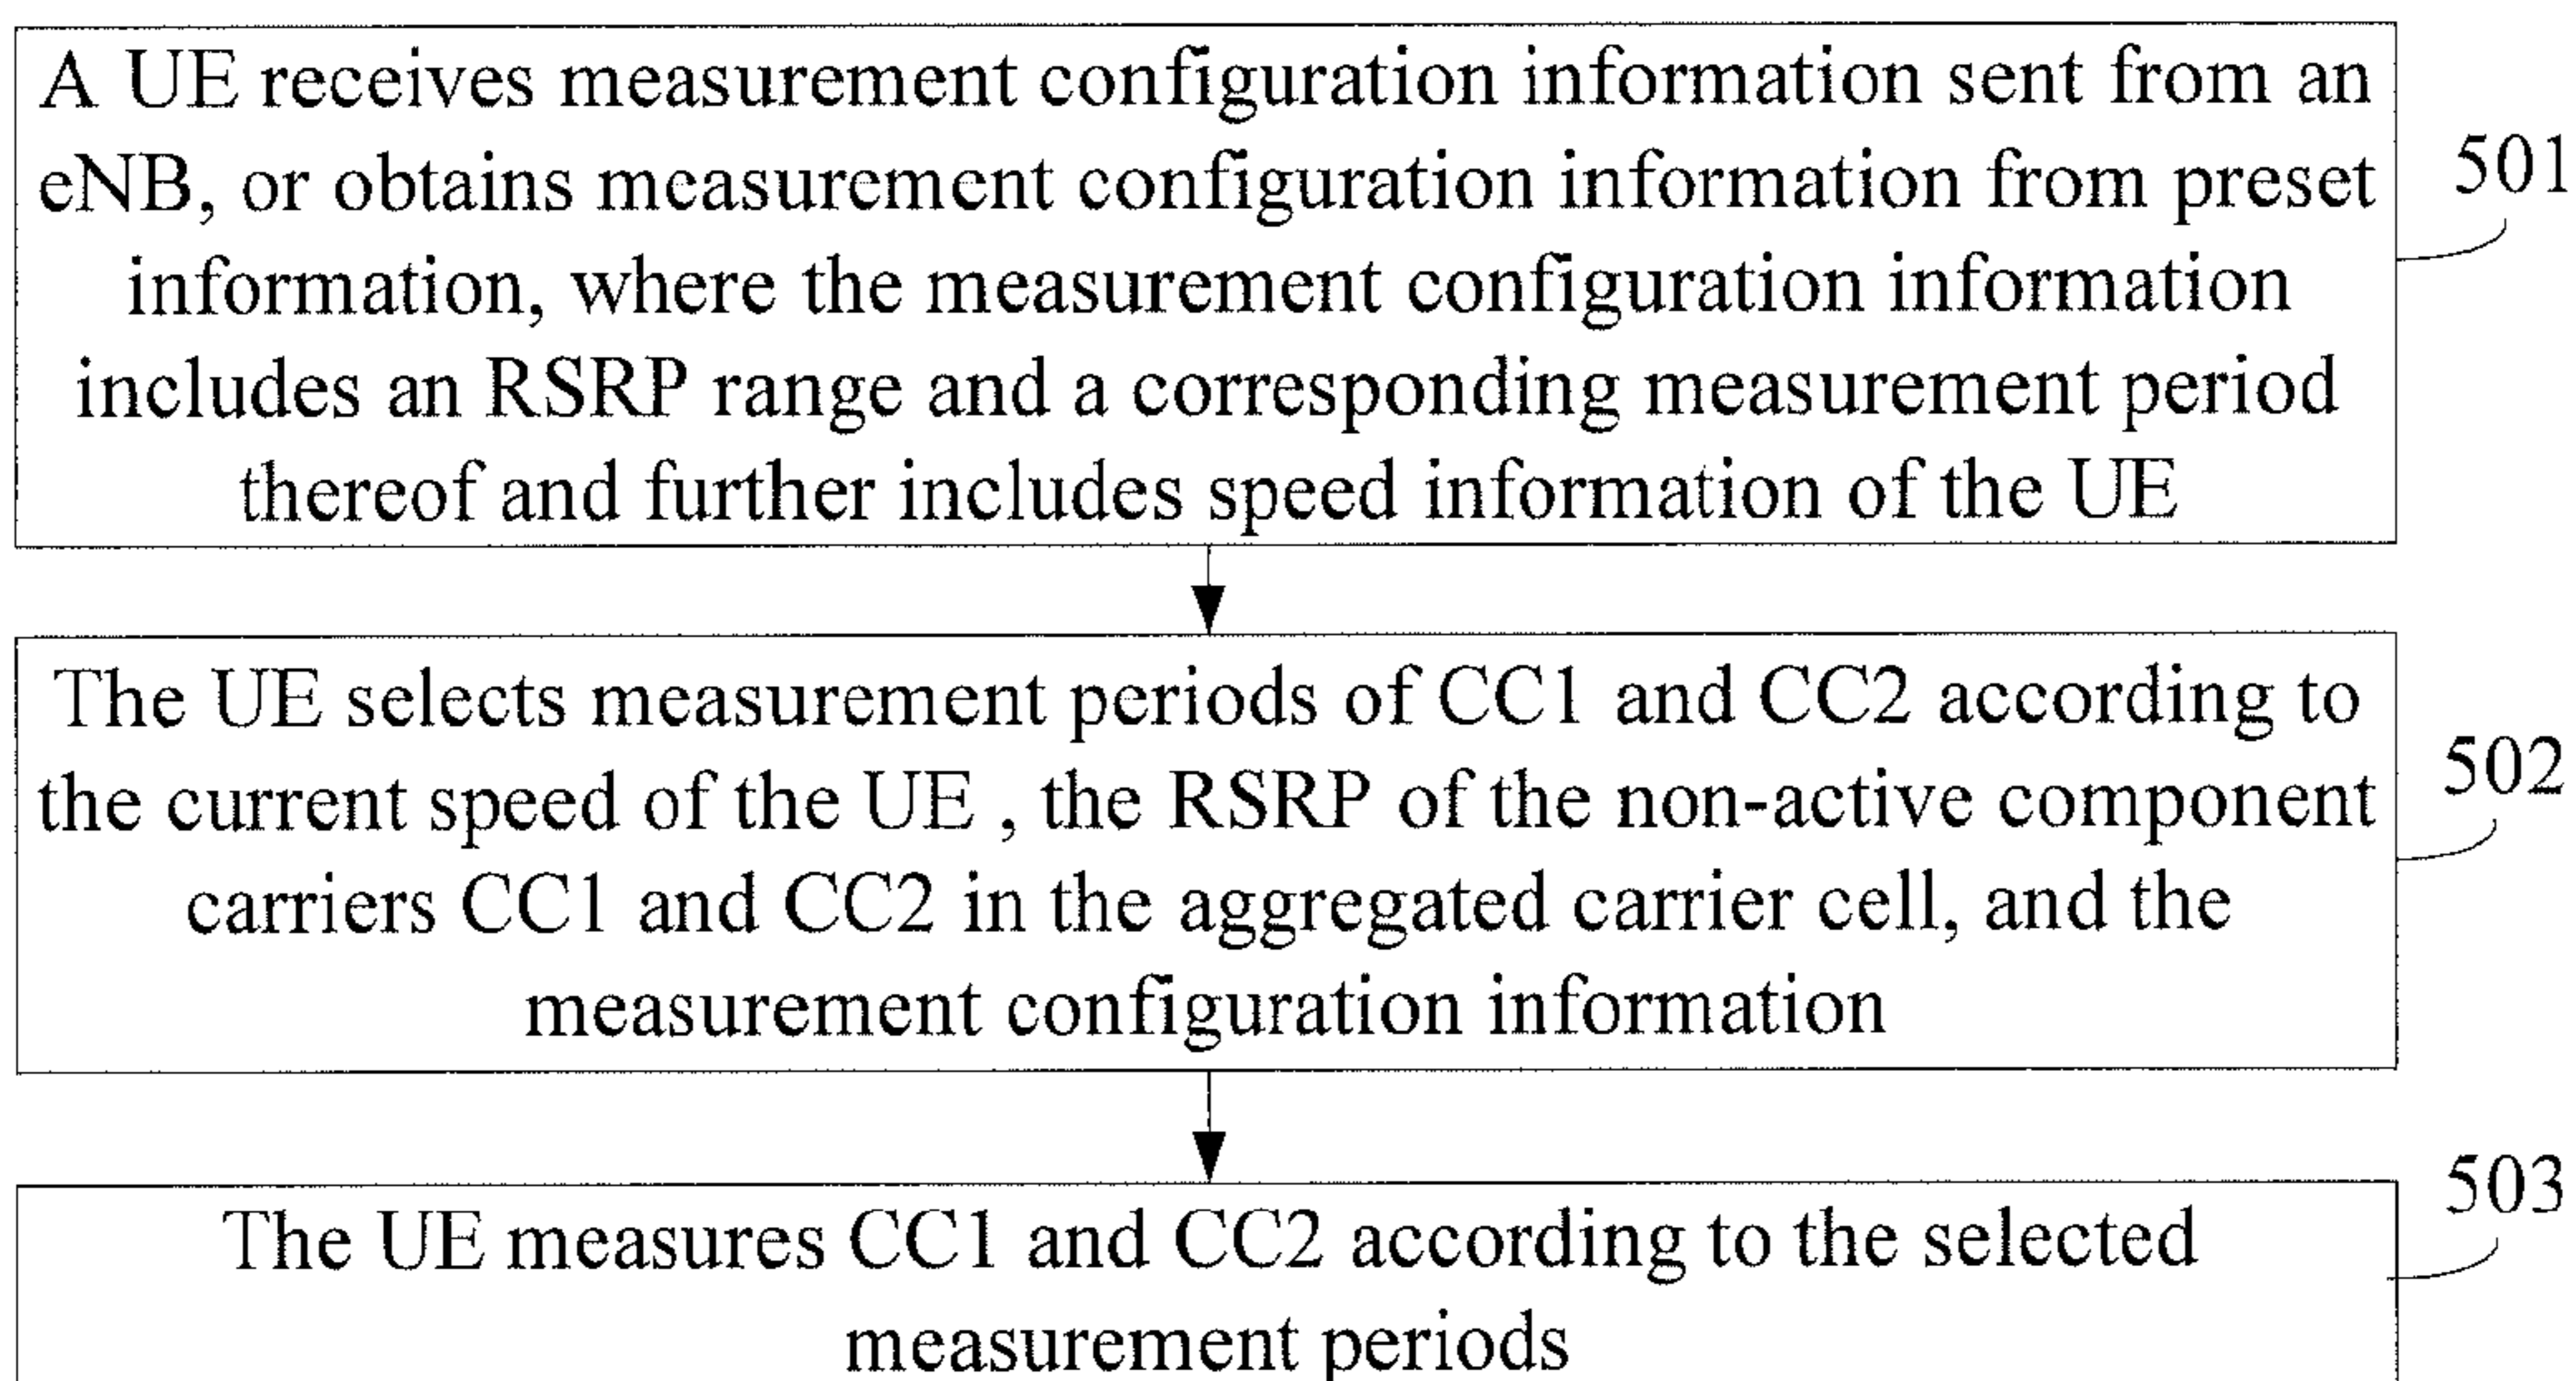 A UE receives measurement configuration information sent from an
eNB, or obtains measurement configuration information from preset
information, where the measurement configuration information
includes an RSRP range and a corresponding measurement period
thereof and further includes speed information of the UE
501
The UE selects measurement periods of CC1 and CC2 according to
the current speed of the UE , the RSRP of the non-active component
carriers CC1 and CC2 in the aggregated carrier cell, and the
measurement configuration information
502
The UE measures CC1 and CC2 according to the selected
measurement periods
503